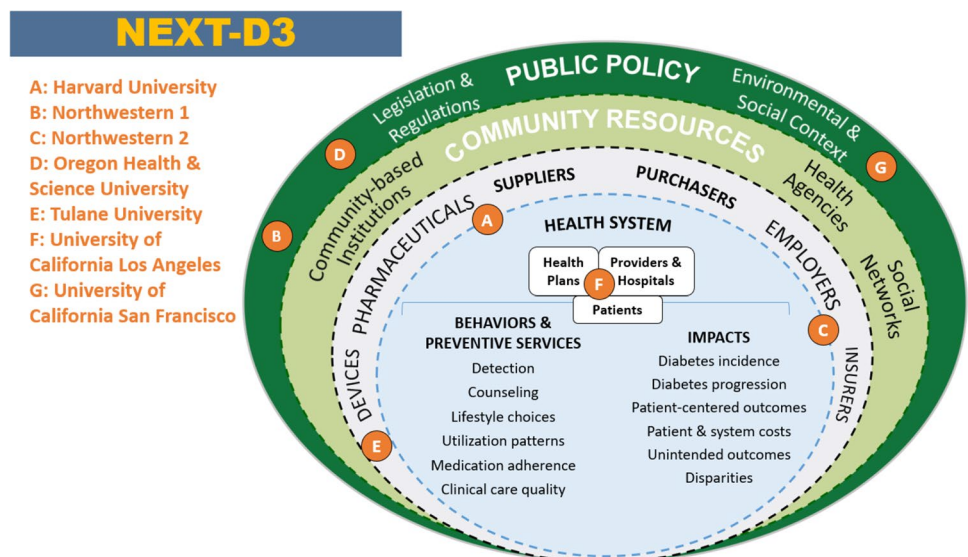 NEXT-D3
A: Harvard University
B: Northwestern 1
C: Northwestern 2
D: Oregon Health &
Science University
E: Tulane University
F: University of
California Los Angeles
G: University of
California San Francisco
PUBLIC POLICY
Legislation &
Regulations
Environmental &
Social Context
D
G
B
COMMUNITY RESOURCES
Community-based
Institutions
Health
Agencies
Social
Networks
SUPPLIERS
PURCHASERS
PHARMACEUTICALS
DEVICES
EMPLOYERS
INSURERS
A
C
E
HEALTH SYSTEM
Health
Plans
Providers &
Hospitals
F
Patients
BEHAVIORS &
PREVENTIVE SERVICES
Detection
Counseling
Lifestyle choices
Utilization patterns
Medication adherence
Clinical care quality
IMPACTS
Diabetes incidence
Diabetes progression
Patient-centered outcomes
Patient & system costs
Unintended outcomes
Disparities